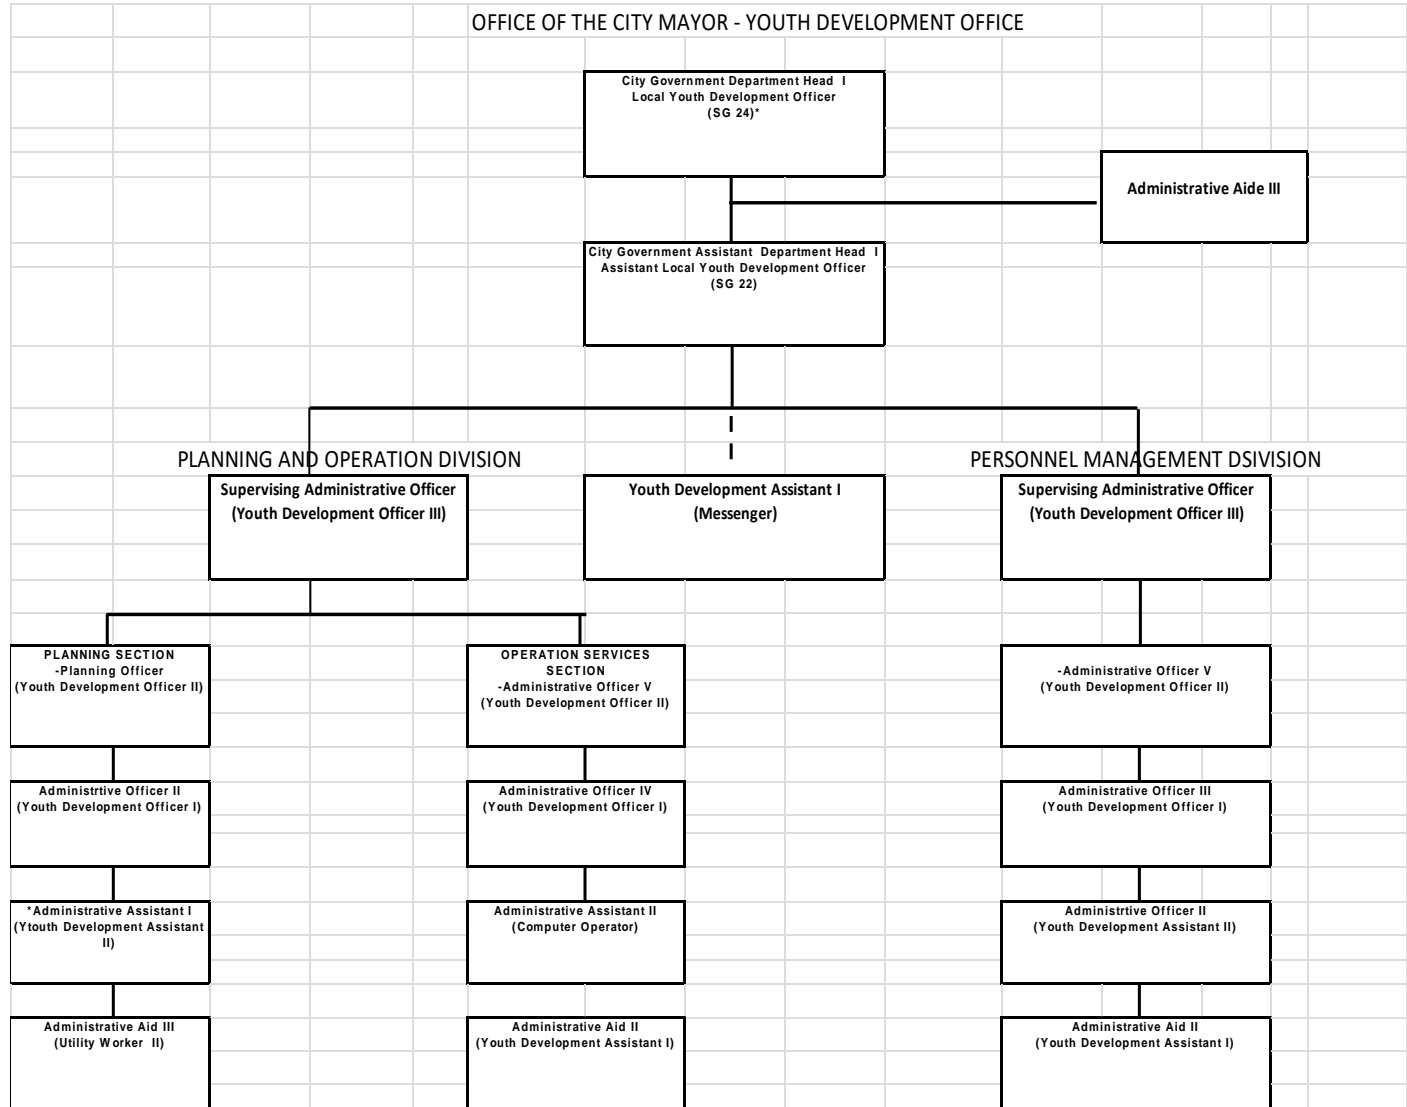 OFFICE OF THE CITY MAYOR - YOUTH DEVELOPMENT OFFICE
City Government Department Head I
Local Youth Development Officer
(SG 24)*
Administrative Aide III
City Government Assistant Department Head I
Assistant Local Youth Development Officer
(SG 22)
PLANNING AND OPERATION DIVISION
PERSONNEL MANAGEMENT DSIVISION
Supervising Administrative Officer
(Youth Development Officer III)
Youth Development Assistant I
(Messenger)
Supervising Administrative Officer
(Youth Development Officer III)
PLANNING SECTION
-Planning Officer
(Youth Development Officer II)
OPERATION SERVICES
SECTION
-Administrative Officer V
(Youth Development Officer II)
-Administrative Officer V
(Youth Development Officer II)
Administrtive Officer II
(Youth Development Officer I)
Administrative Officer IV
(Youth Development Officer I)
Administrative Officer III
(Youth Development Officer I)
*Administrative Assistant I
(Ytouth Development Assistant
II)
Administrative Assistant II
(Computer Operator)
Administrtive Officer II
(Youth Development Assistant II)
Administrative Aid III
(Utility Worker II)
Administrative Aid II
(Youth Development Assistant I)
Administrative Aid II
(Youth Development Assistant I)